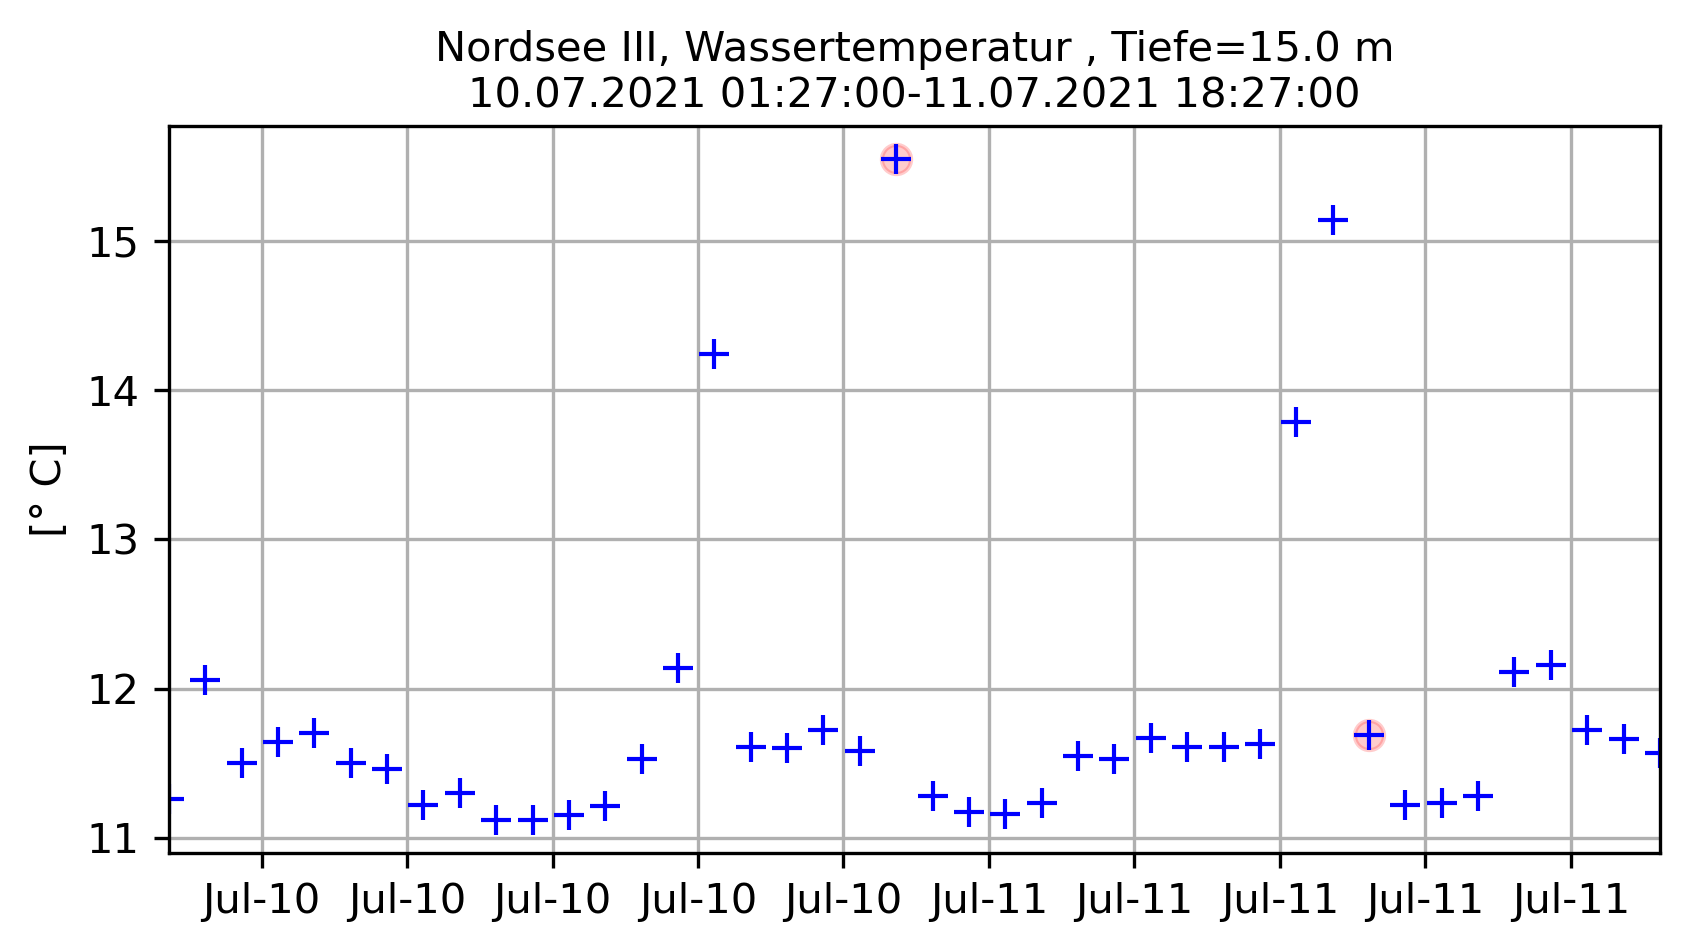 Nordsee III, Wassertemperatur , Tiefe=15.0 m
10.07.2021 01:27:00-11.07.2021 18:27:00
15
14
13
12
11
[° C]
Jul-10 Jul-10 Jul-10 Jul-10 Jul-10 Jul-11 Jul-11 Jul-11 Jul-11 Jul-11